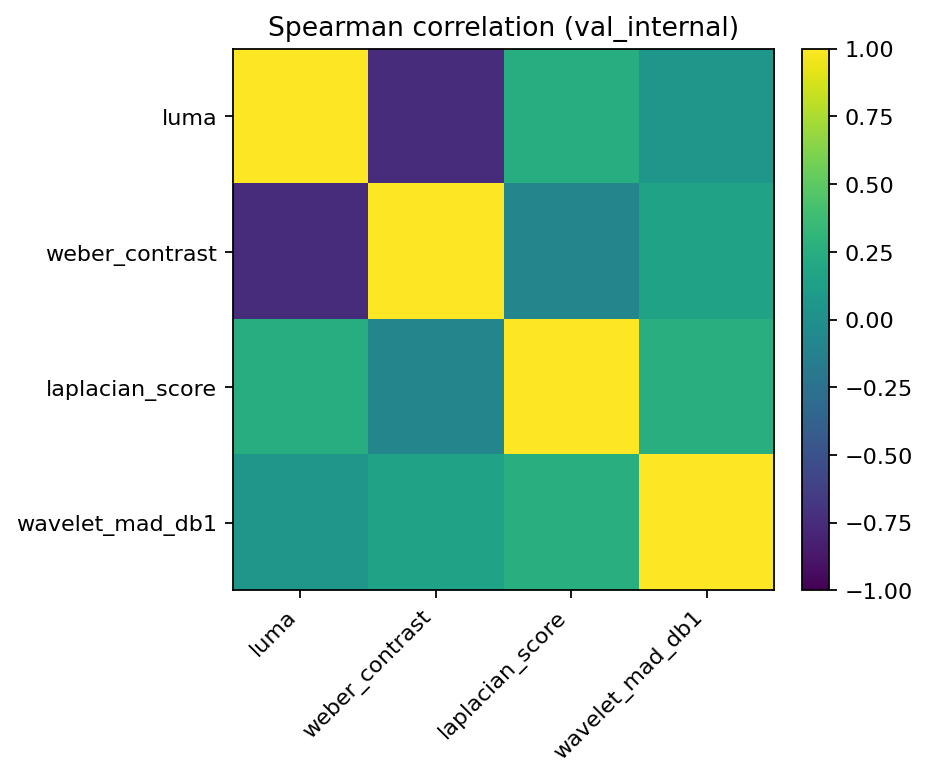 Spearman correlation (val_internal)
luma
weber_contrast
laplacian_score
wavelet_mad_db1
luma
weber_contrast
laplacian_score
wavelet_mad_db1
1.00
0.75
0.50
0.25
0.00
−0.25
−0.50
−0.75
−1.00